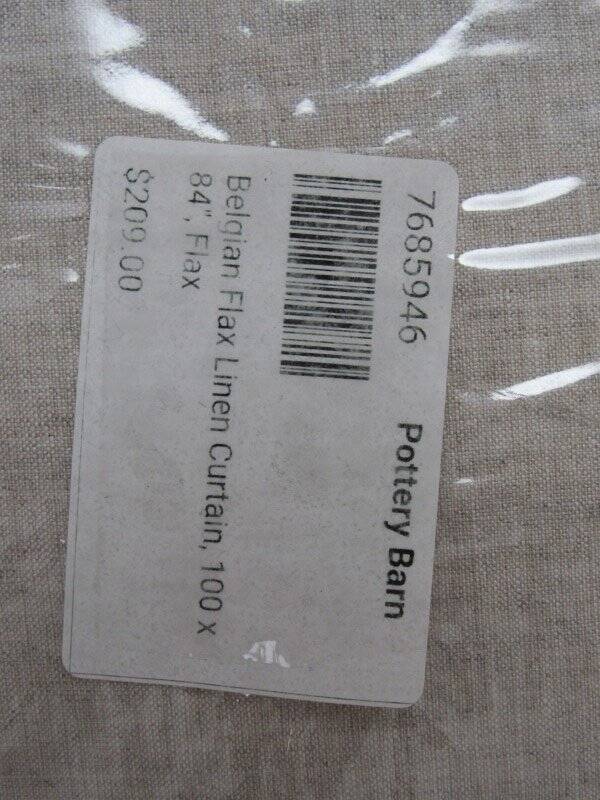 7685946 Pottery Barn
Belgian Flax Linen Curtain, 100 x
84", Flax
$209.00